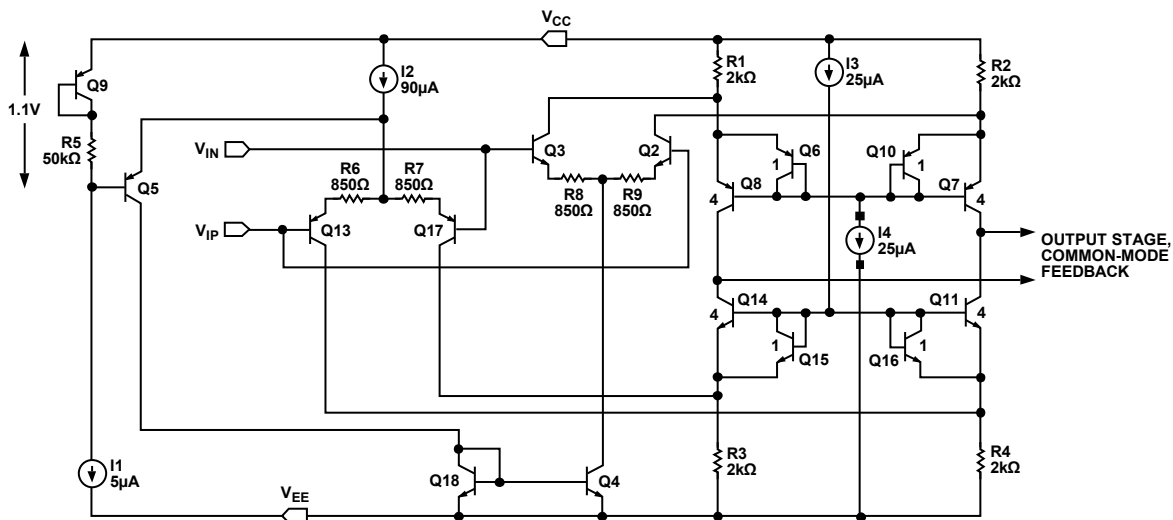 VCC
1.1V
Q9
R5
50kΩ
I2
90µA
R1
2kΩ
I3
25µA
R2
2kΩ
VIN
Q5
Q3
Q2
Q6
1
Q10
1
Q8
Q7
4
4
R6
850Ω
R7
850Ω
R8
850Ω
R9
850Ω
VIP
Q13
Q17
I4
25µA
OUTPUT STAGE,
COMMON-MODE
FEEDBACK
Q14
4
Q11
4
1
Q15
1
Q16
R3
2kΩ
R4
2kΩ
I1
5µA
Q18
Q4
VEE